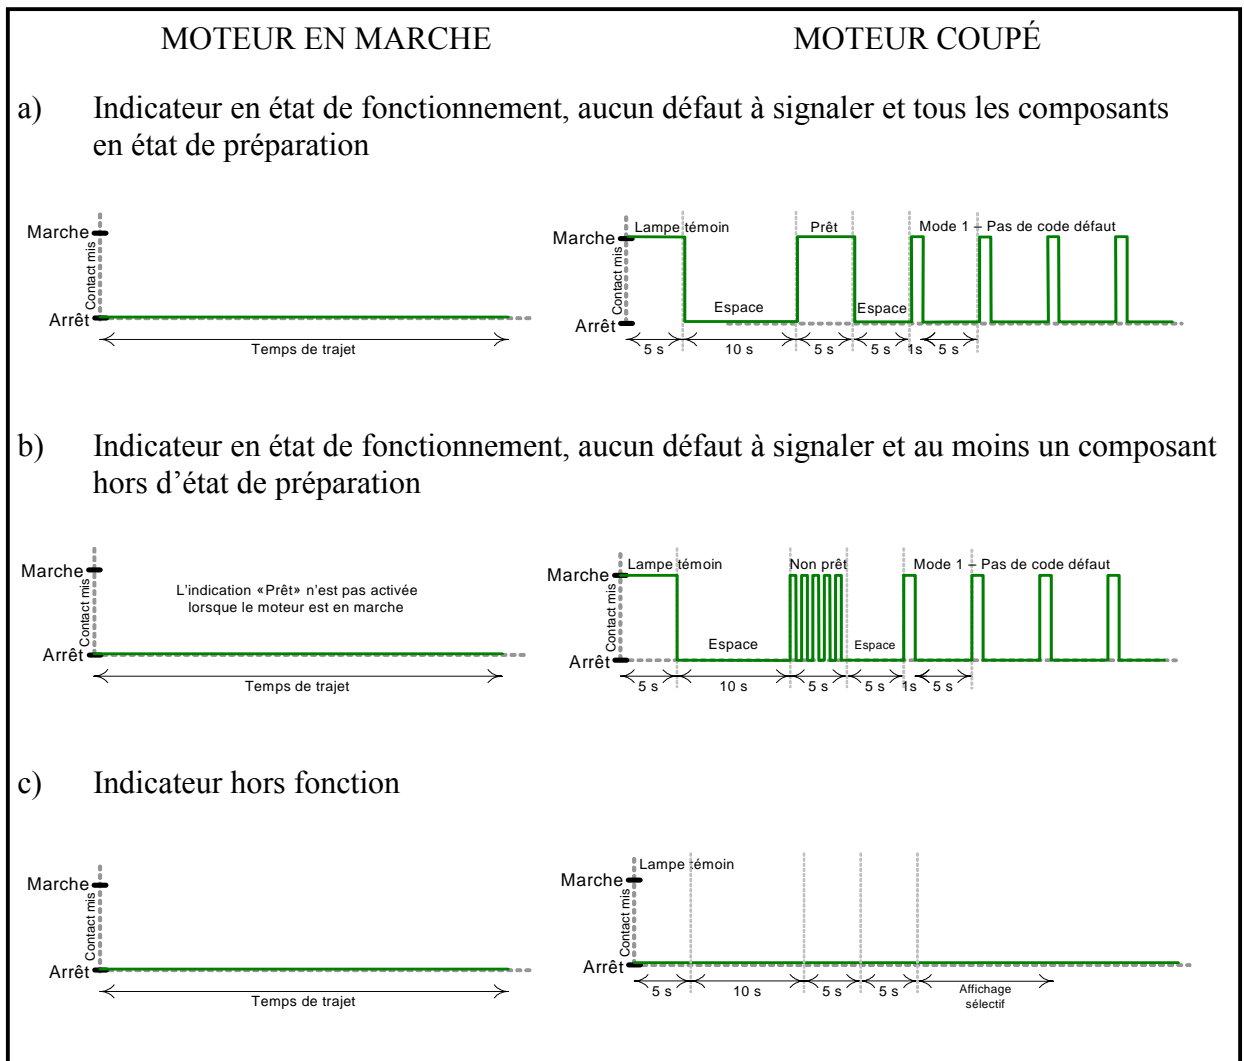 MOTEUR EN MARCHE
MOTEUR COUPÉ
a) Indicateur en état de fonctionnement, aucun défaut à signaler et tous les composants
en état de préparation
Marche
Contact mis
Arrêt
Temps de trajet
Lampe témoin
Prêt
Mode 1 – Pas de code défaut
Marche
Contact mis
Espace
Espace
Arrêt
5 s
10 s
5 s
5 s
1s
5 s
b) Indicateur en état de fonctionnement, aucun défaut à signaler et au moins un composant
hors d’état de préparation
Marche
Contact mis
L’indication «Prêt» n’est pas activée
lorsque le moteur est en marche
Arrêt
Temps de trajet
Lampe témoin
Non prêt
Mode 1 – Pas de code défaut
Marche
Contact mis
Espace
Espace
Arrêt
5 s
10 s
5 s
5 s
1s
5 s
c) Indicateur hors fonction
Marche
Contact mis
Arrêt
Temps de trajet
Lampe témoin
Marche
Contact mis
Arrêt
5 s
10 s
5 s
5 s
Affichage
sélectif